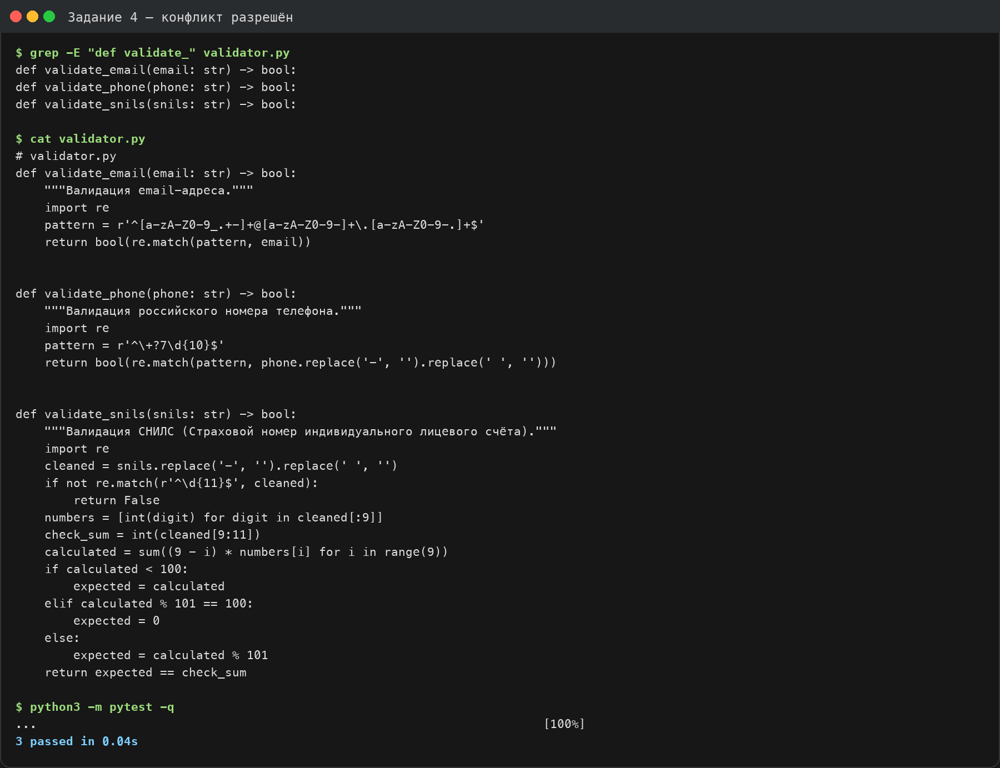 Задание 4 — конфликт разрешён
$ grep -E "def validate_" validator.py
def validate_email(email: str) -> bool:
def validate_phone(phone: str) -> bool:
def validate_snils(snils: str) -> bool:
$ cat validator.py
# validator.py
def validate_email(email: str) -> bool:
    """Валидация email-адреса."""
    import re
    pattern = r'^[a-zA-Z0-9_.+-]+@[a-zA-Z0-9-]+\.[a-zA-Z0-9-.]+$'
    return bool(re.match(pattern, email))
def validate_phone(phone: str) -> bool:
    """Валидация российского номера телефона."""
    import re
    pattern = r'^\+?7\d{10}$'
    return bool(re.match(pattern, phone.replace('-', '').replace(' ', '')))
def validate_snils(snils: str) -> bool:
    """Валидация СНИЛС (Страховой номер индивидуального лицевого счёта)."""
    import re
    cleaned = snils.replace('-', '').replace(' ', '')
    if not re.match(r'^\d{11}$', cleaned):
        return False
    numbers = [int(digit) for digit in cleaned[:9]]
    check_sum = int(cleaned[9:11])
    calculated = sum((9 - i) * numbers[i] for i in range(9))
    if calculated < 100:
        expected = calculated
    elif calculated % 101 == 100:
        expected = 0
    else:
        expected = calculated % 101
    return expected == check_sum
$ python3 -m pytest -q
... [100%]
3 passed in 0.04s